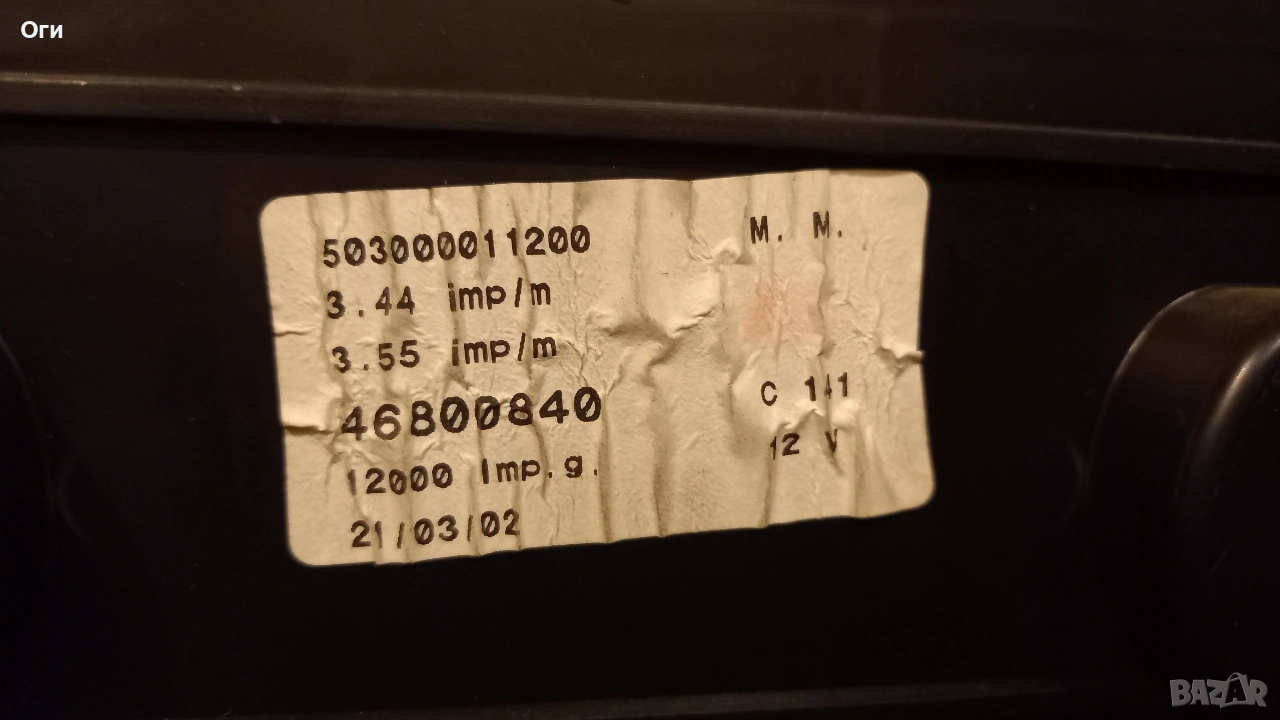 Оги
503000011200
3.44 imp/m
3.55 imp/m
46800840
12000 Imp.g.
21/03/02
M. M.
C 141
12 V
BAZAR